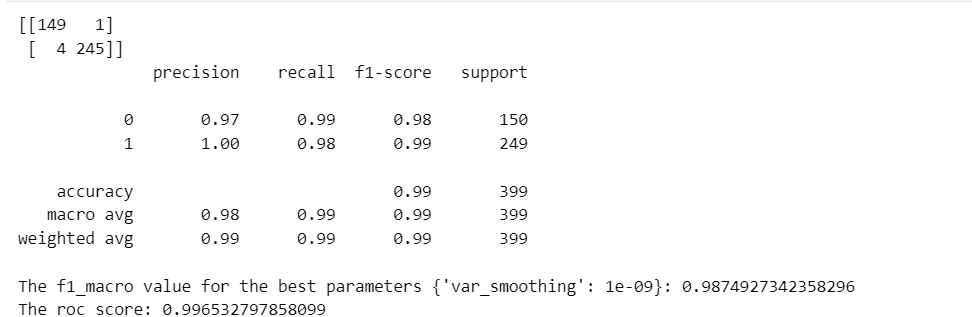 [[149   1]
 [  4 245]]
              precision    recall  f1-score   support

           0       0.97      0.99      0.98       150
           1       1.00      0.98      0.99       249

    accuracy                           0.99       399
   macro avg       0.98      0.99      0.99       399
weighted avg       0.99      0.99      0.99       399

The f1_macro value for the best parameters {'var_smoothing': 1e-09}: 0.9874927342358296
The roc score: 0.996532797858099